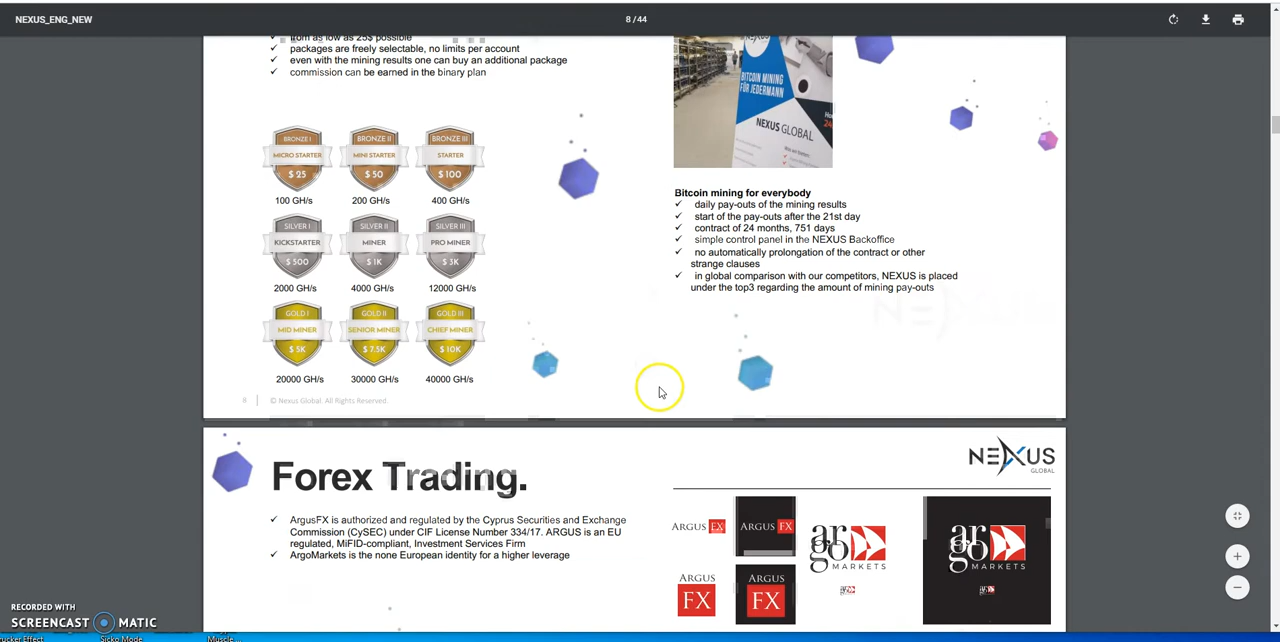 NEXUS_ENG_NEW
8 / 44
from as low as 25$ possible
✓ packages are freely selectable, no limits per account
✓ even with the mining results one can buy an additional package
✓ commission can be earned in the binary plan
BITCOIN MINING
FÜR JEDERMANN
NEXUS GLOBAL
BRONZE I
MICRO STARTER
$ 25
100 GH/s
BRONZE II
MINI STARTER
$ 50
200 GH/s
BRONZE III
STARTER
$ 100
400 GH/s
SILVER I
KICKSTARTER
$ 500
2000 GH/s
SILVER II
MINER
$ 1K
4000 GH/s
SILVER III
PRO MINER
$ 3K
12000 GH/s
GOLD I
MID MINER
$ 5K
20000 GH/s
GOLD II
SENIOR MINER
$ 7.5K
30000 GH/s
GOLD III
CHIEF MINER
$ 10K
40000 GH/s
Bitcoin mining for everybody
✓ daily pay-outs of the mining results
✓ start of the pay-outs after the 21st day
✓ contract of 24 months, 751 days
✓ simple control panel in the NEXUS Backoffice
✓ no automatically prolongation of the contract or other
strange clauses
✓ in global comparison with our competitors, NEXUS is placed
under the top3 regarding the amount of mining pay-outs
8 | © Nexus Global. All Rights Reserved.
Forex Trading.
NEXUS
GLOBAL
✓ ArgusFX is authorized and regulated by the Cyprus Securities and Exchange
Commission (CySEC) under CIF License Number 334/17. ARGUS is an EU
regulated, MiFID-compliant, Investment Services Firm
✓ ArgoMarkets is the none European identity for a higher leverage
ARGUS FX
ARGUS FX
argo
MARKETS
argo
MARKETS
ARGUS
FX
ARGUS
FX
RECORDED WITH
SCREENCAST MATIC
rucker Effect
Sicko Mode
Muscle...